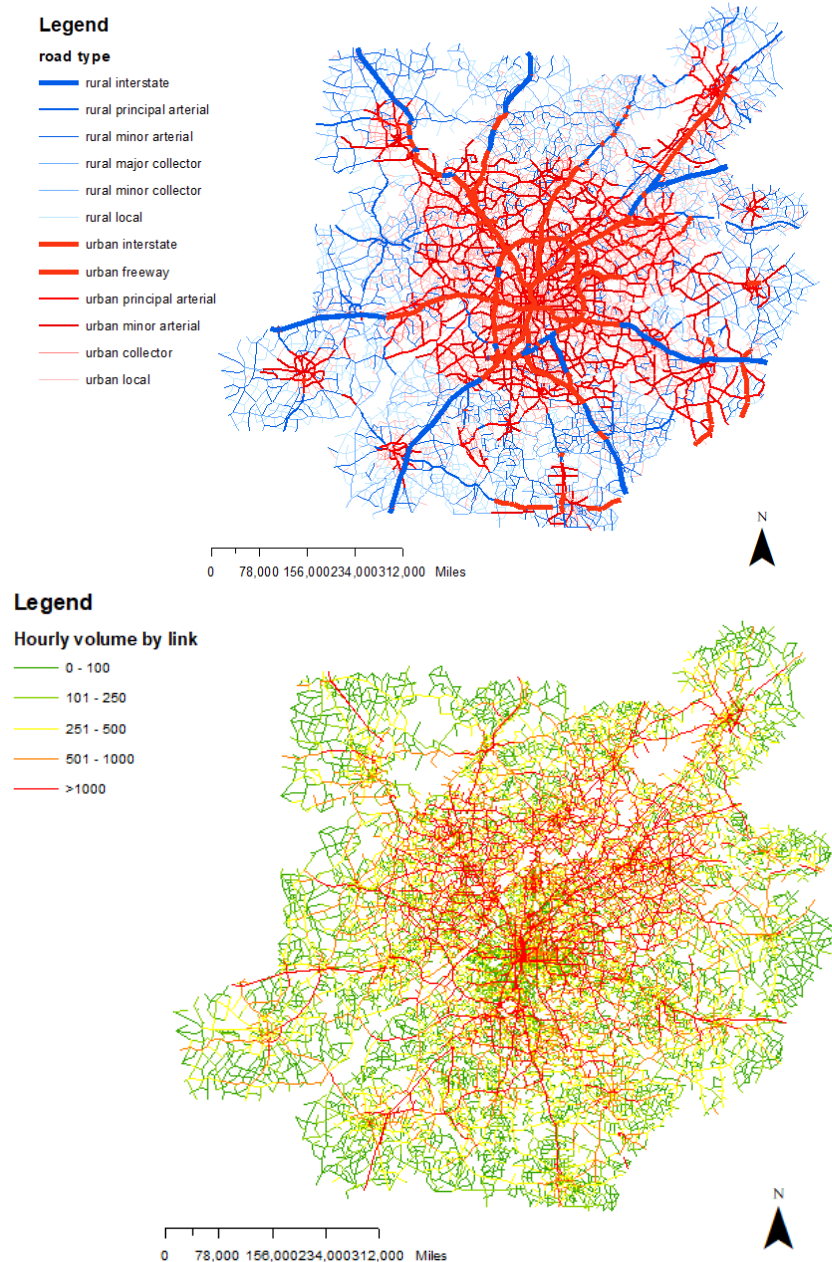 Legend
road type
rural interstate
rural principal arterial
rural minor arterial
rural major collector
rural minor collector
rural local
urban interstate
urban freeway
urban principal arterial
urban minor arterial
urban collector
urban local
N
0 78,000 156,000234,000312,000 Miles
Legend
Hourly volume by link
0 - 100
101 - 250
251 - 500
501 - 1000
>1000
N
0 78,000 156,000234,000312,000 Miles